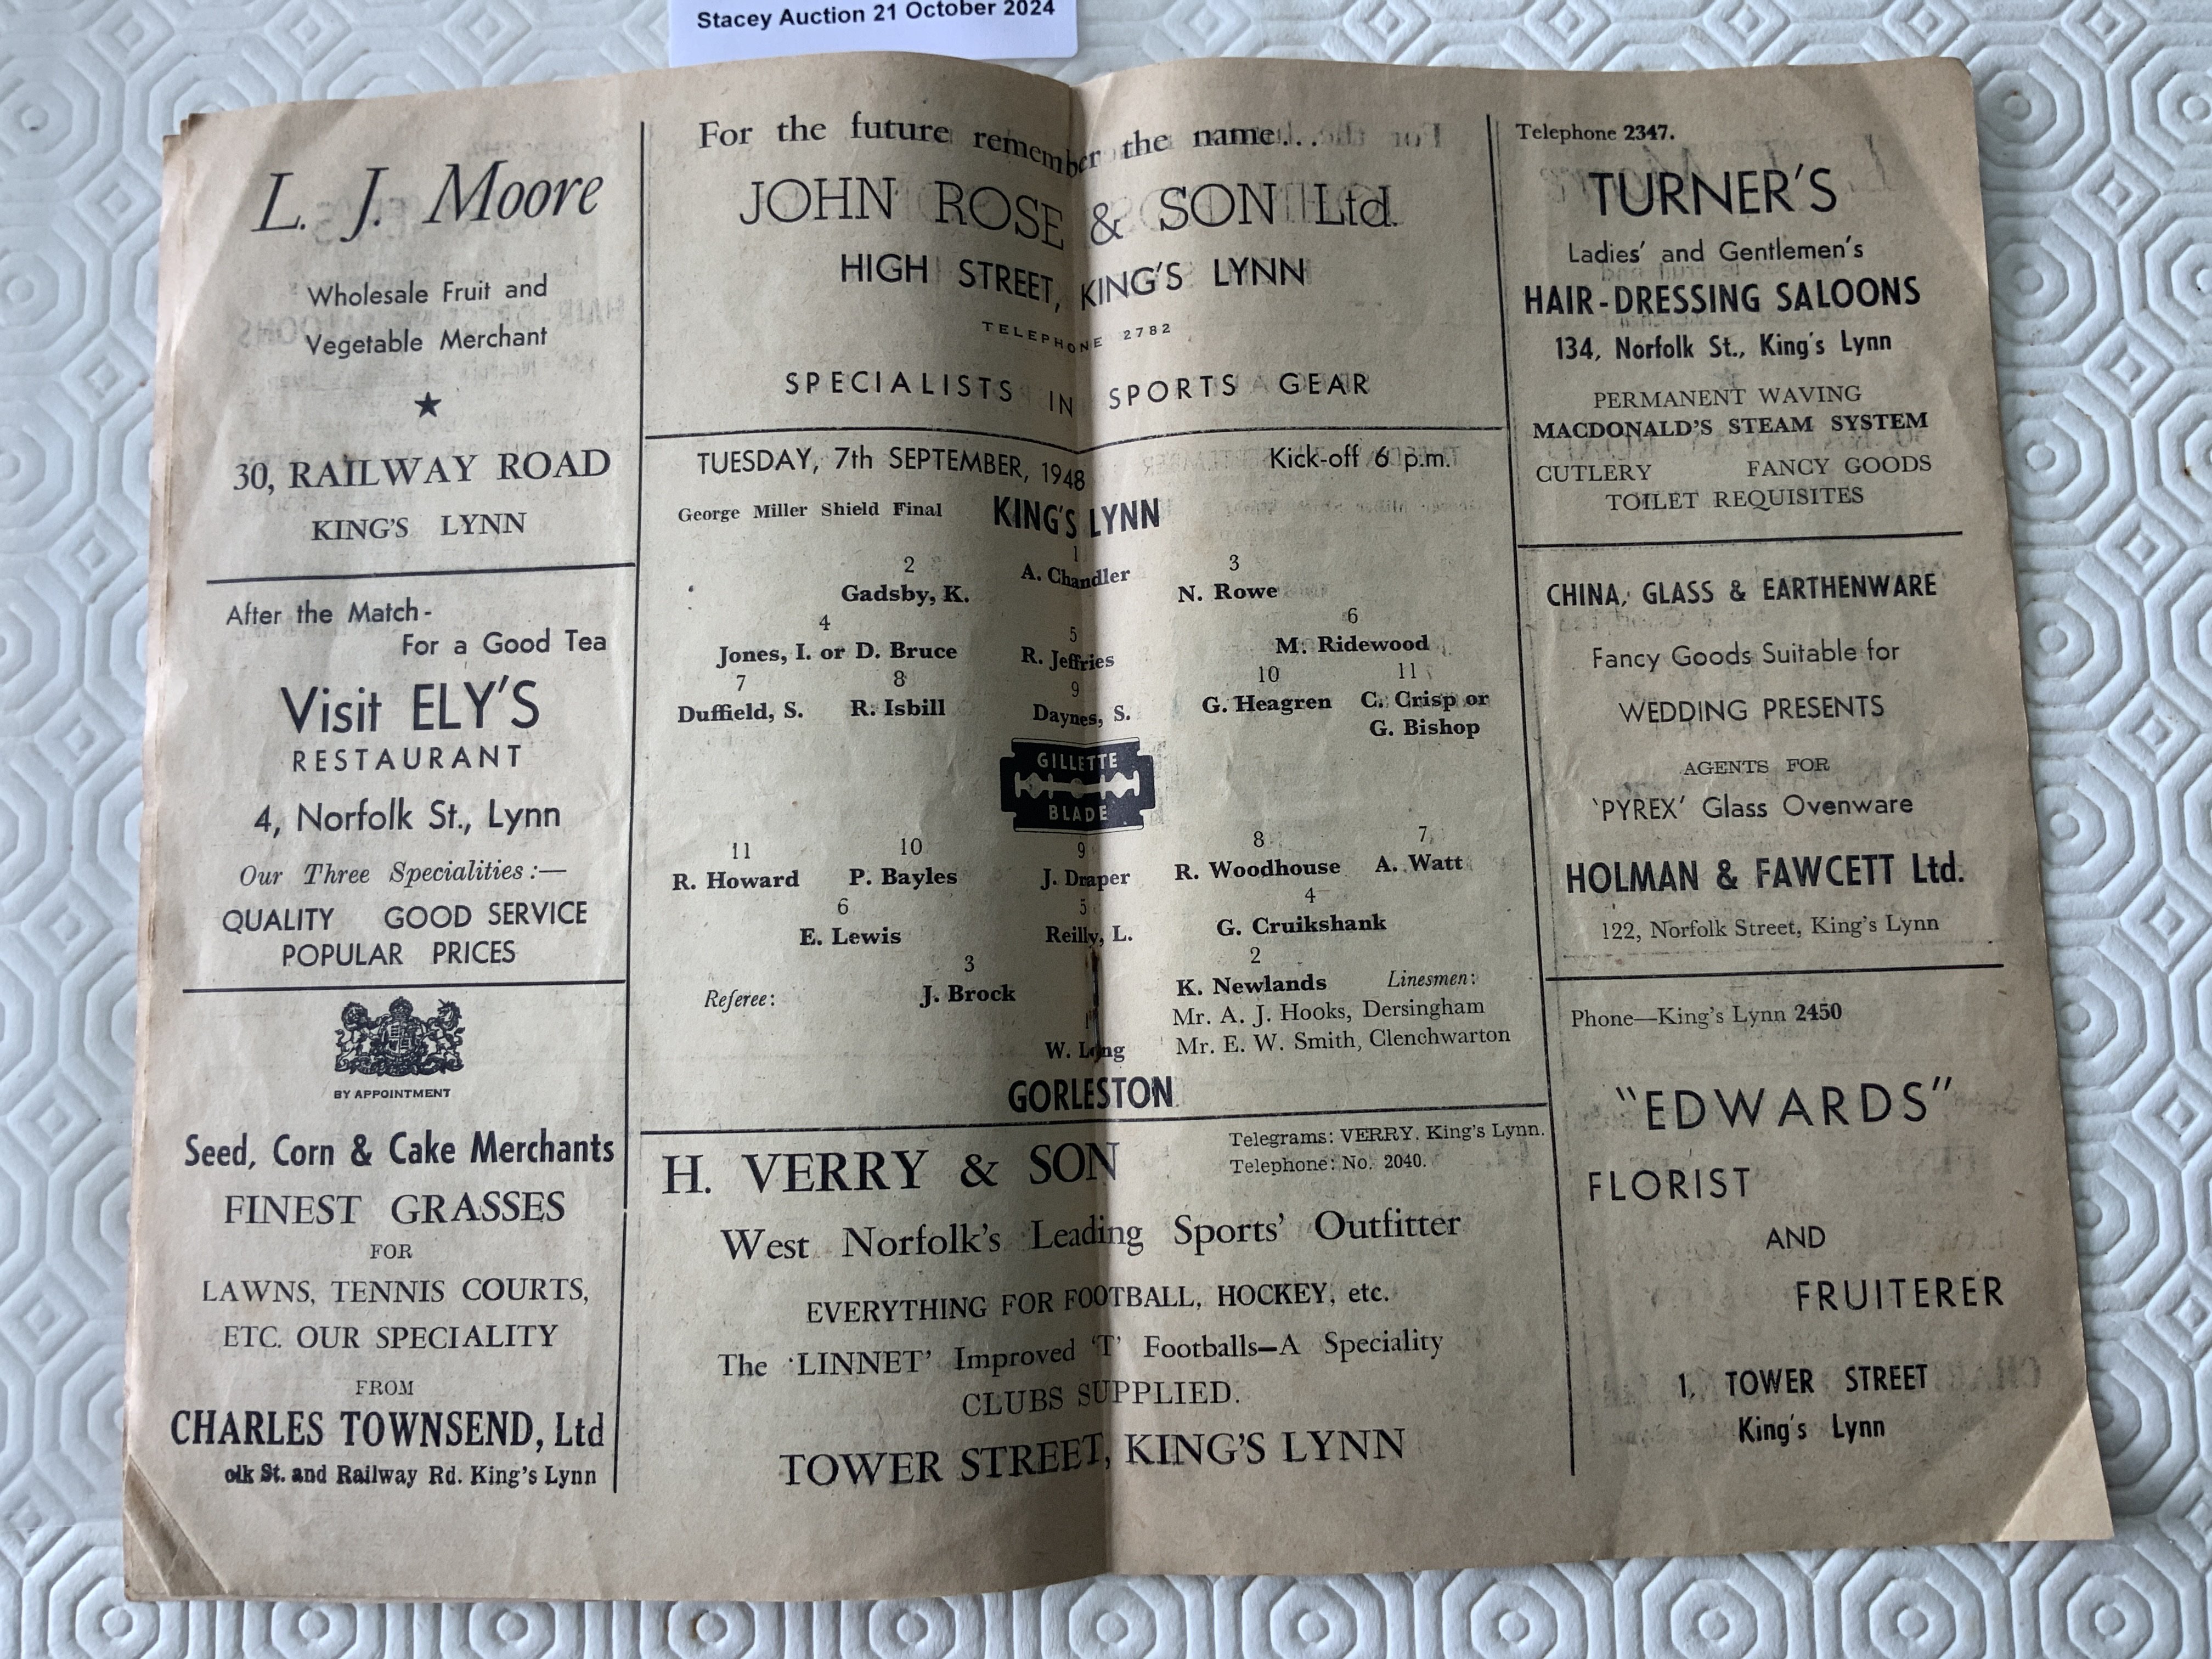 Stacey Auction 21 October 2024
L. J. Moore
Wholesale Fruit and
Vegetable Merchant
30, RAILWAY ROAD
KING'S LYNN
After the Match -
For a Good Tea
Visit ELY'S
RESTAURANT
4, Norfolk St., Lynn
Our Three Specialities :—
QUALITY GOOD SERVICE
POPULAR PRICES
BY APPOINTMENT
Seed, Corn & Cake Merchants
FINEST GRASSES
FOR
LAWNS, TENNIS COURTS,
ETC. OUR SPECIALITY
FROM
CHARLES TOWNSEND, Ltd
olk St. and Railway Rd. King's Lynn
For the future remember the name...
JOHN ROSE & SON Ltd.
HIGH STREET, KING'S LYNN
TELEPHONE 2782
SPECIALISTS IN SPORTS GEAR
TUESDAY, 7th SEPTEMBER, 1948 Kick-off 6 p.m.
George Miller Shield Final KING'S LYNN
2 1 3
Gadsby, K. A. Chandler N. Rowe
4 5 6
Jones, I. or D. Bruce R. Jeffries M. Ridewood
7 8 9 10 11
Duffield, S. R. Isbill Daynes, S. G. Heagren C. Crisp or
G. Bishop
GILLETTE
BLADE
11 10 9 8 7
R. Howard P. Bayles J. Draper R. Woodhouse A. Watt
6 5 4
E. Lewis Reilly, L. G. Cruikshank
3 2
Referee: J. Brock K. Newlands Linesmen:
Mr. A. J. Hooks, Dersingham
1
W. Long Mr. E. W. Smith, Clenchwarton
GORLESTON
H. VERRY & SON
Telegrams: VERRY. King's Lynn.
Telephone: No. 2040.
West Norfolk's Leading Sports' Outfitter
EVERYTHING FOR FOOTBALL, HOCKEY, etc.
The 'LINNET' Improved 'T' Footballs—A Speciality
CLUBS SUPPLIED.
TOWER STREET, KING'S LYNN
Telephone 2347.
TURNER'S
Ladies' and Gentlemen's
HAIR-DRESSING SALOONS
134, Norfolk St., King's Lynn
PERMANENT WAVING
MACDONALD'S STEAM SYSTEM
CUTLERY FANCY GOODS
TOILET REQUISITES
CHINA, GLASS & EARTHENWARE
Fancy Goods Suitable for
WEDDING PRESENTS
AGENTS FOR
'PYREX' Glass Ovenware
HOLMAN & FAWCETT Ltd.
122, Norfolk Street, King's Lynn
Phone—King's Lynn 2450
"EDWARDS"
FLORIST
AND
FRUITERER
1, TOWER STREET
King's Lynn